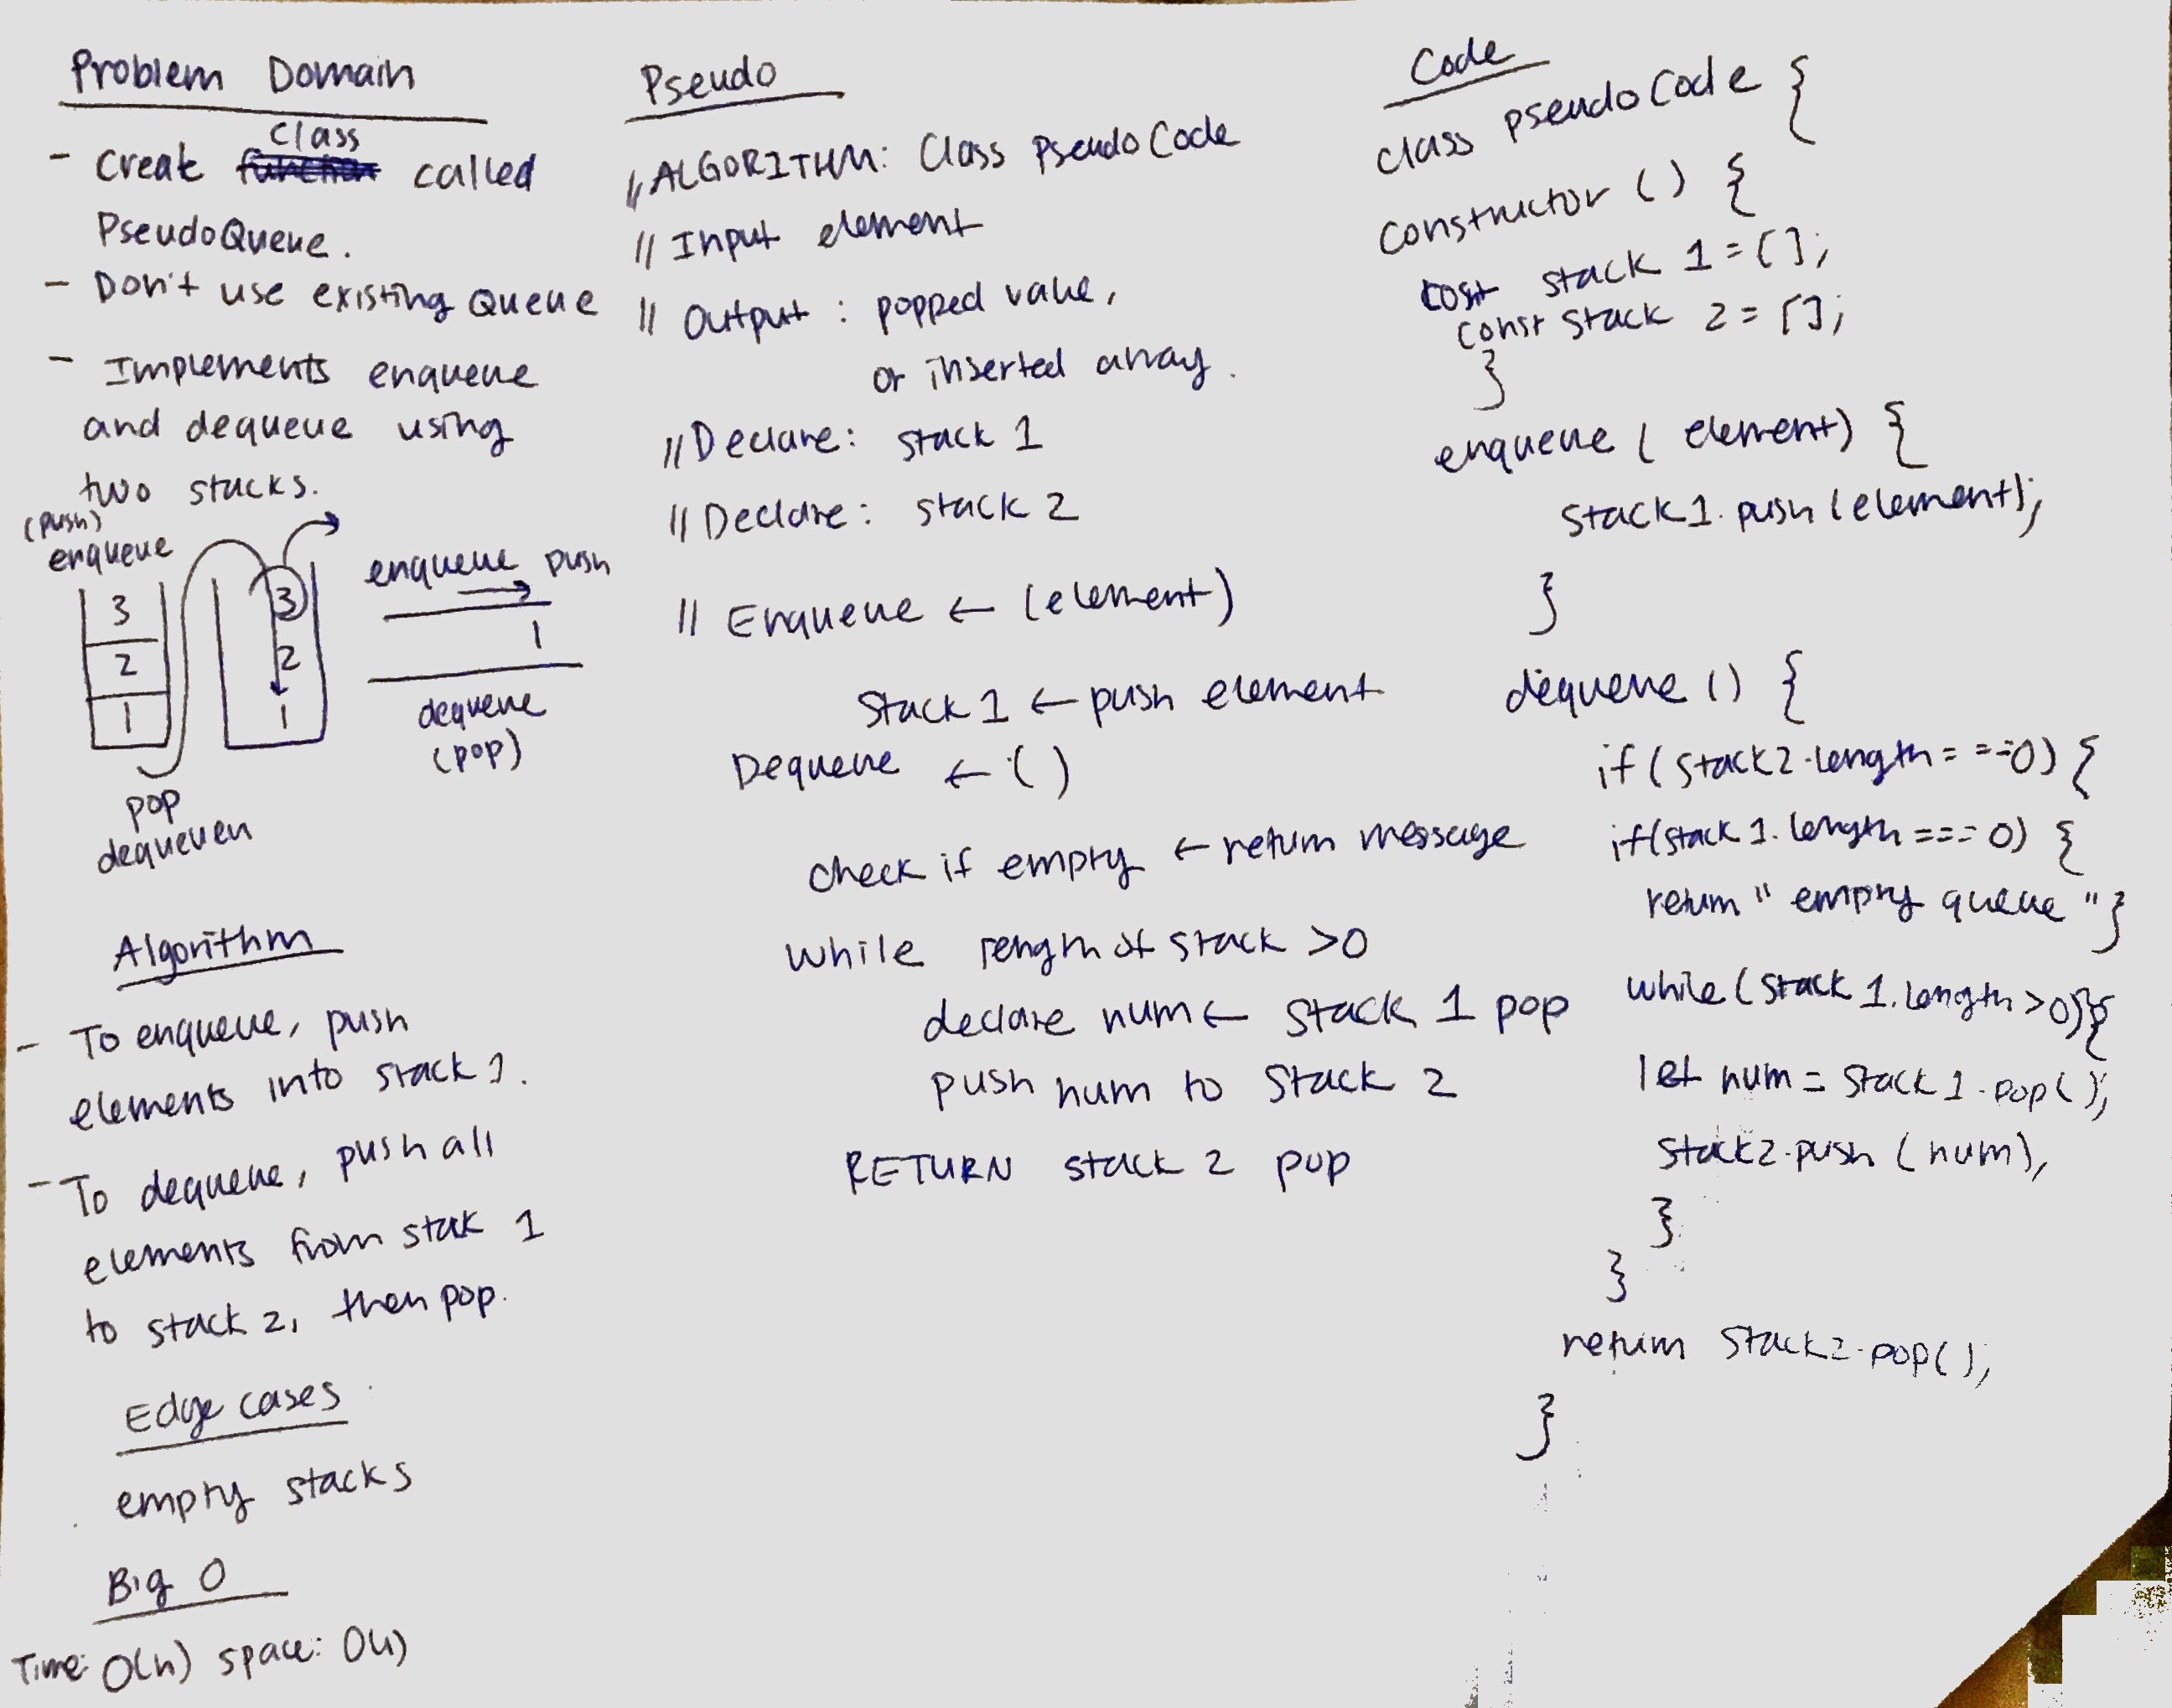 Problem Domain
- Create class called
PseudoQueue.
- Don't use existing Queue
- Implements enqueue
and dequeue using
two stacks.
(push)
enqueue
3
2
1
pop
dequeuen
3
2
1
enqueue push
1
dequeue
(pop)
Algorithm
- To enqueue, push
elements into stack 1.
- To dequeue, push all
elements from stak 1
to stack 2, then pop.
Edge cases
empty stacks
Big O
Time: O(n) space: O(1)
Pseudo
// ALGORITHM: Class PseudoCode
// Input element
// Output : popped value,
or inserted array.
// Declare: stack 1
// Declare: stack 2
// Enqueue ← (element)
Stack 1 ← push element
Dequeue ← ()
check if empty ← return message
While length of stack >0
declare num ← stack 1 pop
push num to stack 2
RETURN stack 2 pop
Code
class pseudoCode {
constructor () {
const stack 1 = [];
const stack 2 = [];
}
enqueue ( element) {
stack1.push (element);
}
dequeue () {
if (stack2.length === 0) {
if(stack 1.length === 0) {
return "empty queue"}
while (stack 1.length >0){
let num = stack 1.pop();
stack2.push (num);
}
}
return stack2.pop();
}